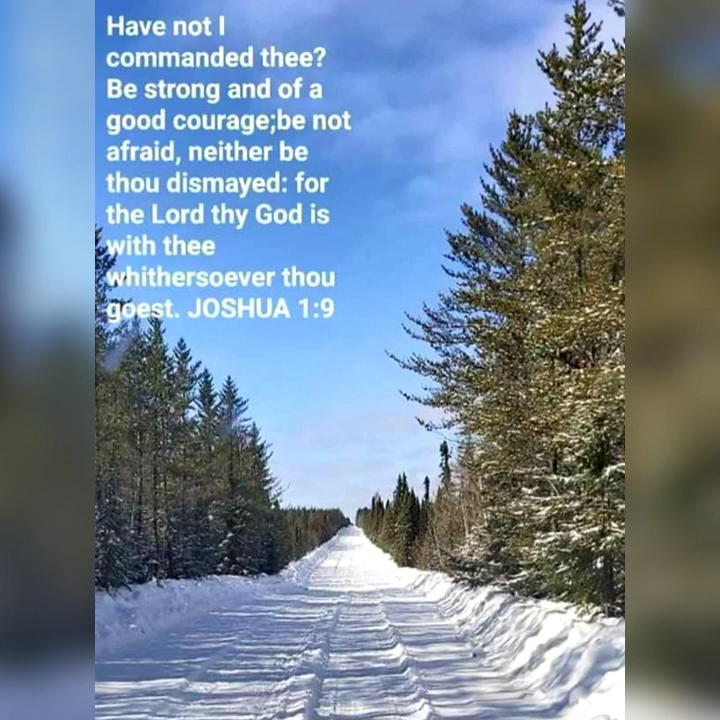 Have not I
commanded thee?
Be strong and of a
good courage;be not
afraid, neither be
thou dismayed: for
the Lord thy God is
with thee
whithersoever thou
goest. JOSHUA 1:9